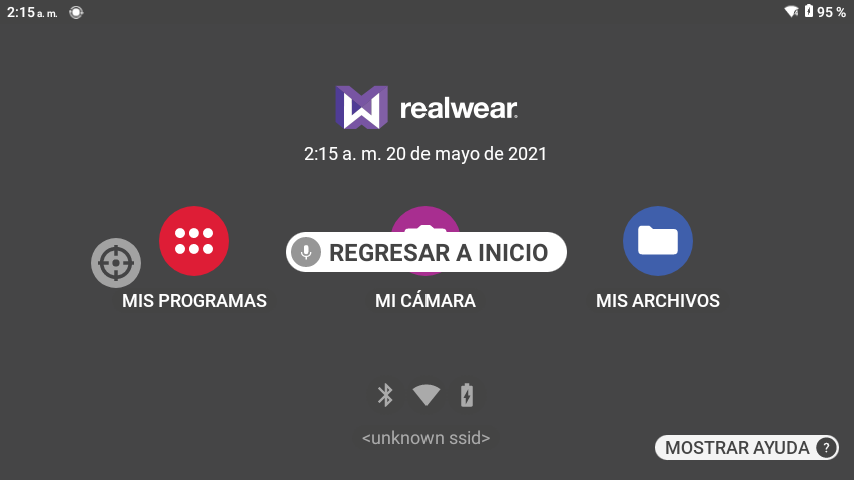 2:15 a. m.
95 %
realwear
2:15 a. m. 20 de mayo de 2021
REGRESAR A INICIO
MIS PROGRAMAS
MI CÁMARA
MIS ARCHIVOS
<unknown ssid>
MOSTRAR AYUDA ?